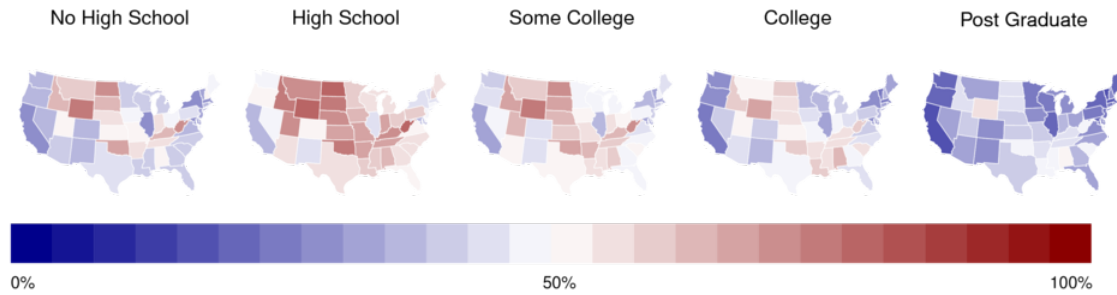 No High School
High School
Some College
College
Post Graduate
0%
50%
100%